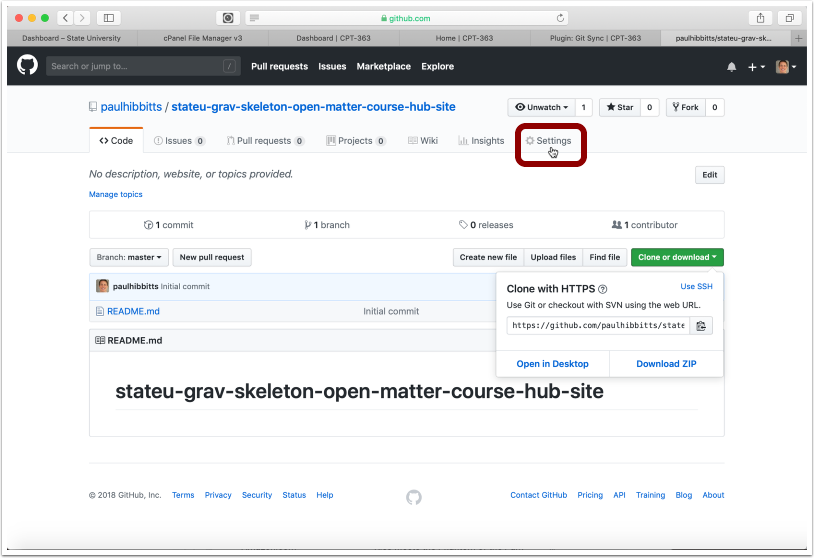 github.com
Dashboard – State University
cPanel File Manager v3
Dashboard | CPT-363
Home | CPT-363
Plugin: Git Sync | CPT-363
paulhibbitts/stateu-grav-sk...
Search or jump to...
/
Pull requests Issues Marketplace Explore
paulhibbitts / stateu-grav-skeleton-open-matter-course-hub-site
Unwatch 1 Star 0 Fork 0
Code Issues 0 Pull requests 0 Projects 0 Wiki Insights Settings
No description, website, or topics provided.
Edit
Manage topics
1 commit 1 branch 0 releases 1 contributor
Branch: master New pull request Create new file Upload files Find file Clone or download
paulhibbitts Initial commit
README.md Initial commit
Clone with HTTPS ?
Use SSH
Use Git or checkout with SVN using the web URL.
https://github.com/paulhibbitts/state
Open in Desktop Download ZIP
README.md
stateu-grav-skeleton-open-matter-course-hub-site
© 2018 GitHub, Inc. Terms Privacy Security Status Help Contact GitHub Pricing API Training Blog About